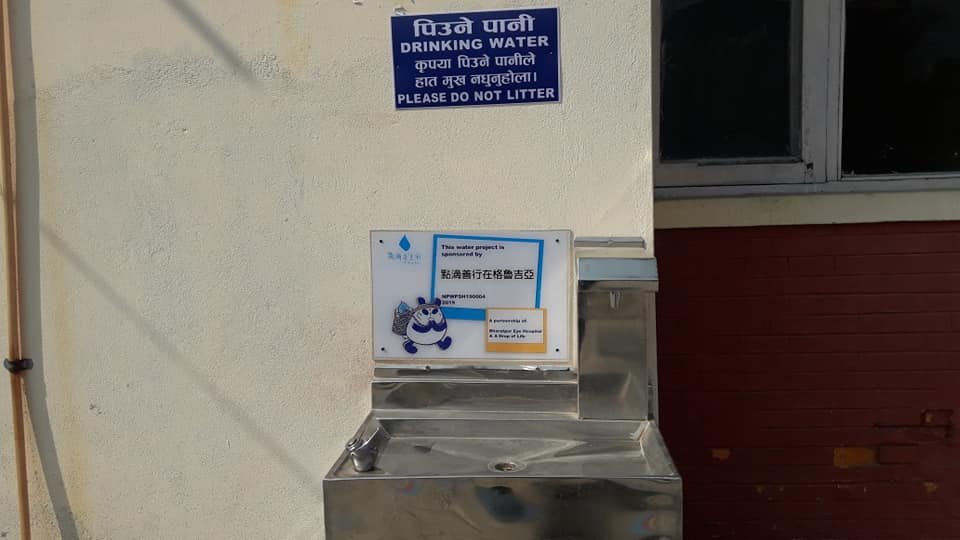 पिउने पानी
DRINKING WATER
कृपया पिउने पानीले
हात मुख नधुनुहोला।
PLEASE DO NOT LITTER
This water project is
sponsored by
點滴善行在格魯吉亞
NPWPSH190004
2019
A partnership of:
Bharatpur Eye Hospital
& A Drop of Life